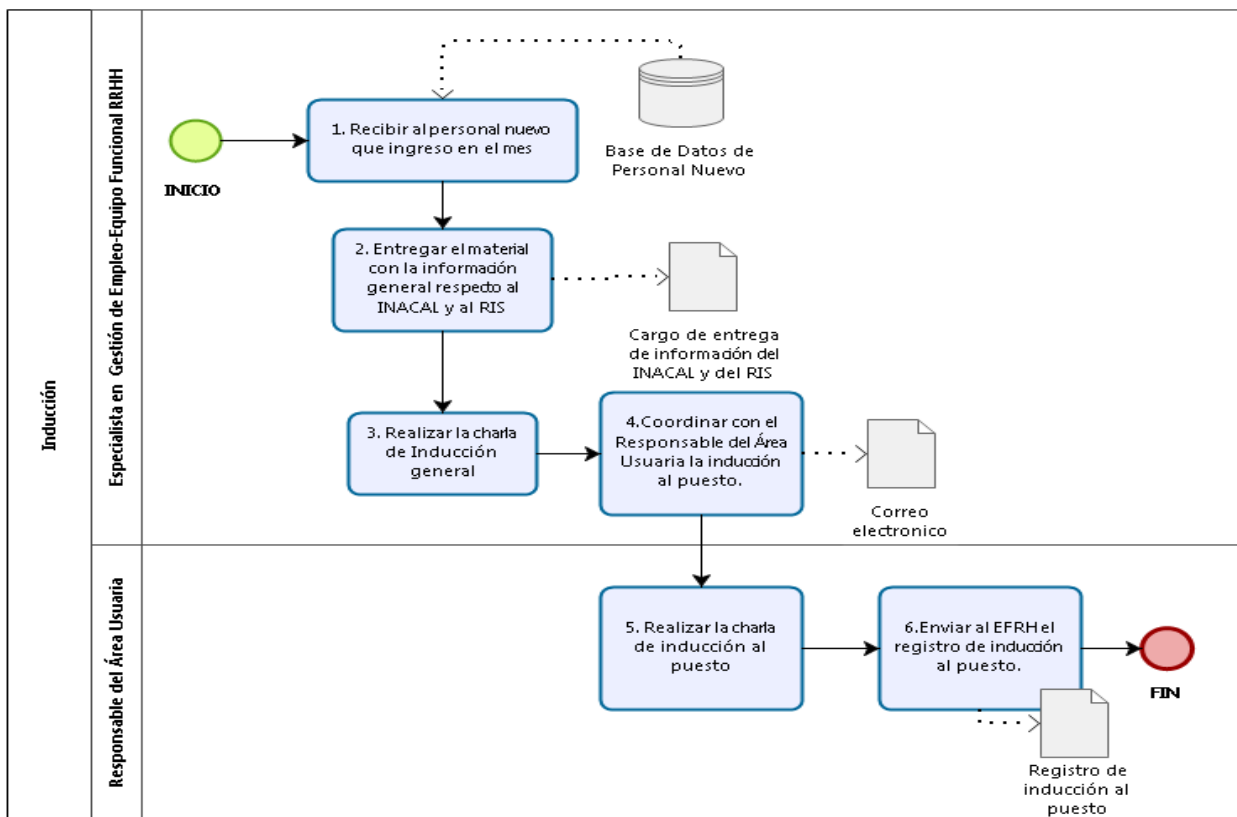 Inducción
Especialista en Gestión de Empleo-Equipo Funcional RRHH
INICIO
1. Recibir al personal nuevo
que ingreso en el mes
Base de Datos de
Personal Nuevo
2. Entregar el material
con la información
general respecto al
INACAL y al RIS
Cargo de entrega
de información del
INACAL y del RIS
3. Realizar la charla
de Inducción
general
4.Coordinar con el
Responsable del Área
Usuaria la inducción
al puesto.
Correo
electronico
Responsable del Área Usuaria
5. Realizar la charla
de inducción al
puesto
6.Enviar al EFRH el
registro de inducción
al puesto.
FIN
Registro de
inducción al
puesto